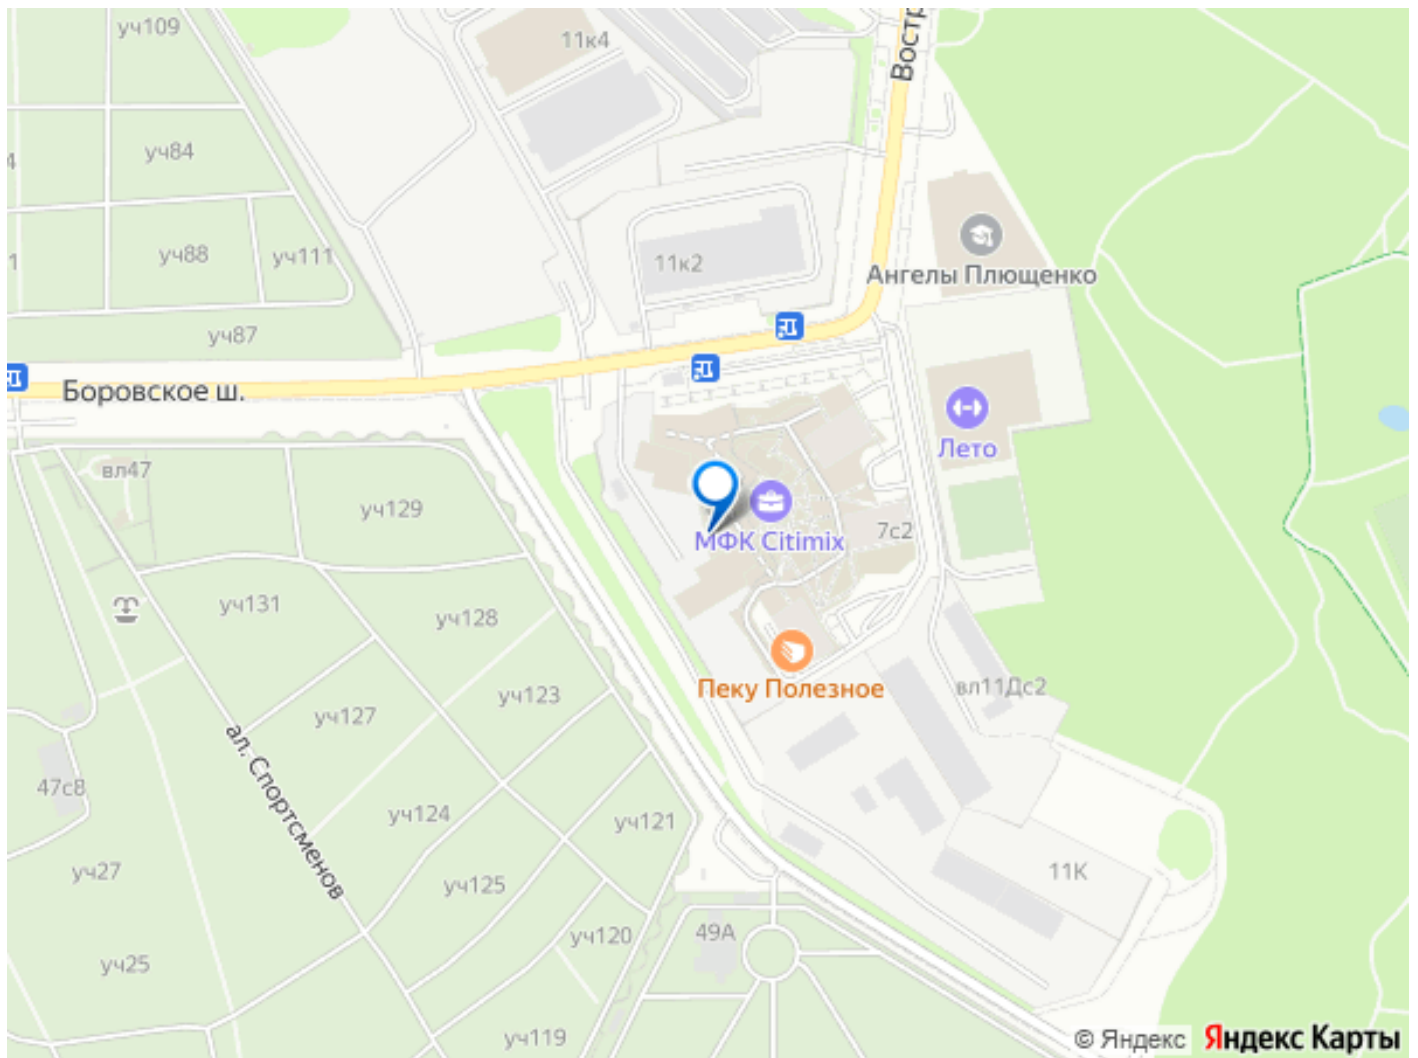 уч109
11к4
Востр
уч84
4
уч88
уч111
1
11к2
Ангелы Плющенко
уч87
Боровское ш.
Лето
вл47
уч129
7с2
МФК Citimix
уч131
уч128
Пеку Полезное
вл11Дс2
уч123
уч127
ал. Спортсменов
47с8
уч124
уч121
уч27
уч125
11К
49А
уч120
уч25
уч119
© Яндекс Яндекс Карты